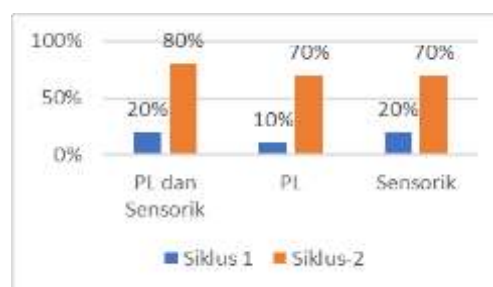 100%
80%
70%
70%
50%
20%
10%
20%
0%
PL dan
Sensorik
PL
Sensorik
Siklus 1
Siklus-2